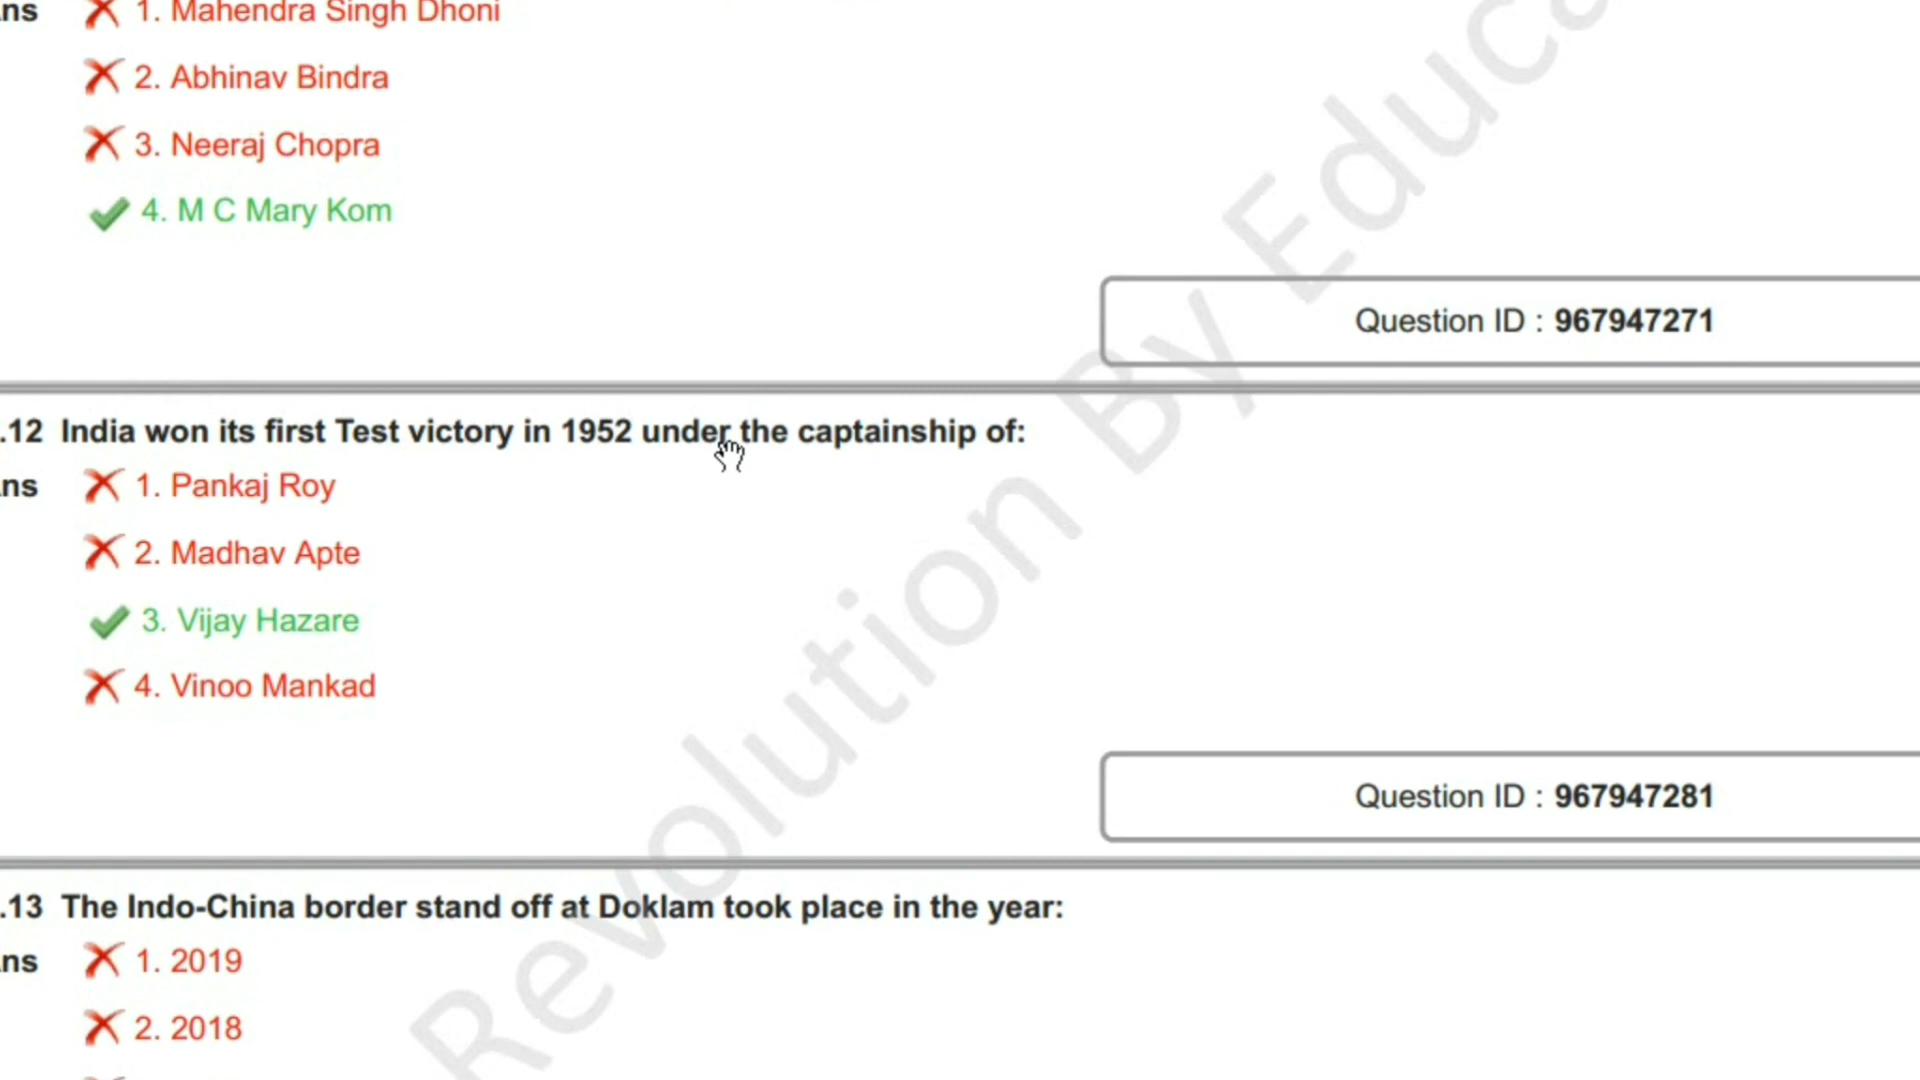 ns 1. Mahendra Singh Dhoni
2. Abhinav Bindra
3. Neeraj Chopra
4. M C Mary Kom
Question ID : 967947271
.12 India won its first Test victory in 1952 under the captainship of:
ns 1. Pankaj Roy
2. Madhav Apte
3. Vijay Hazare
4. Vinoo Mankad
Question ID : 967947281
.13 The Indo-China border stand off at Doklam took place in the year:
ns 1. 2019
2. 2018
Revolution By Educa